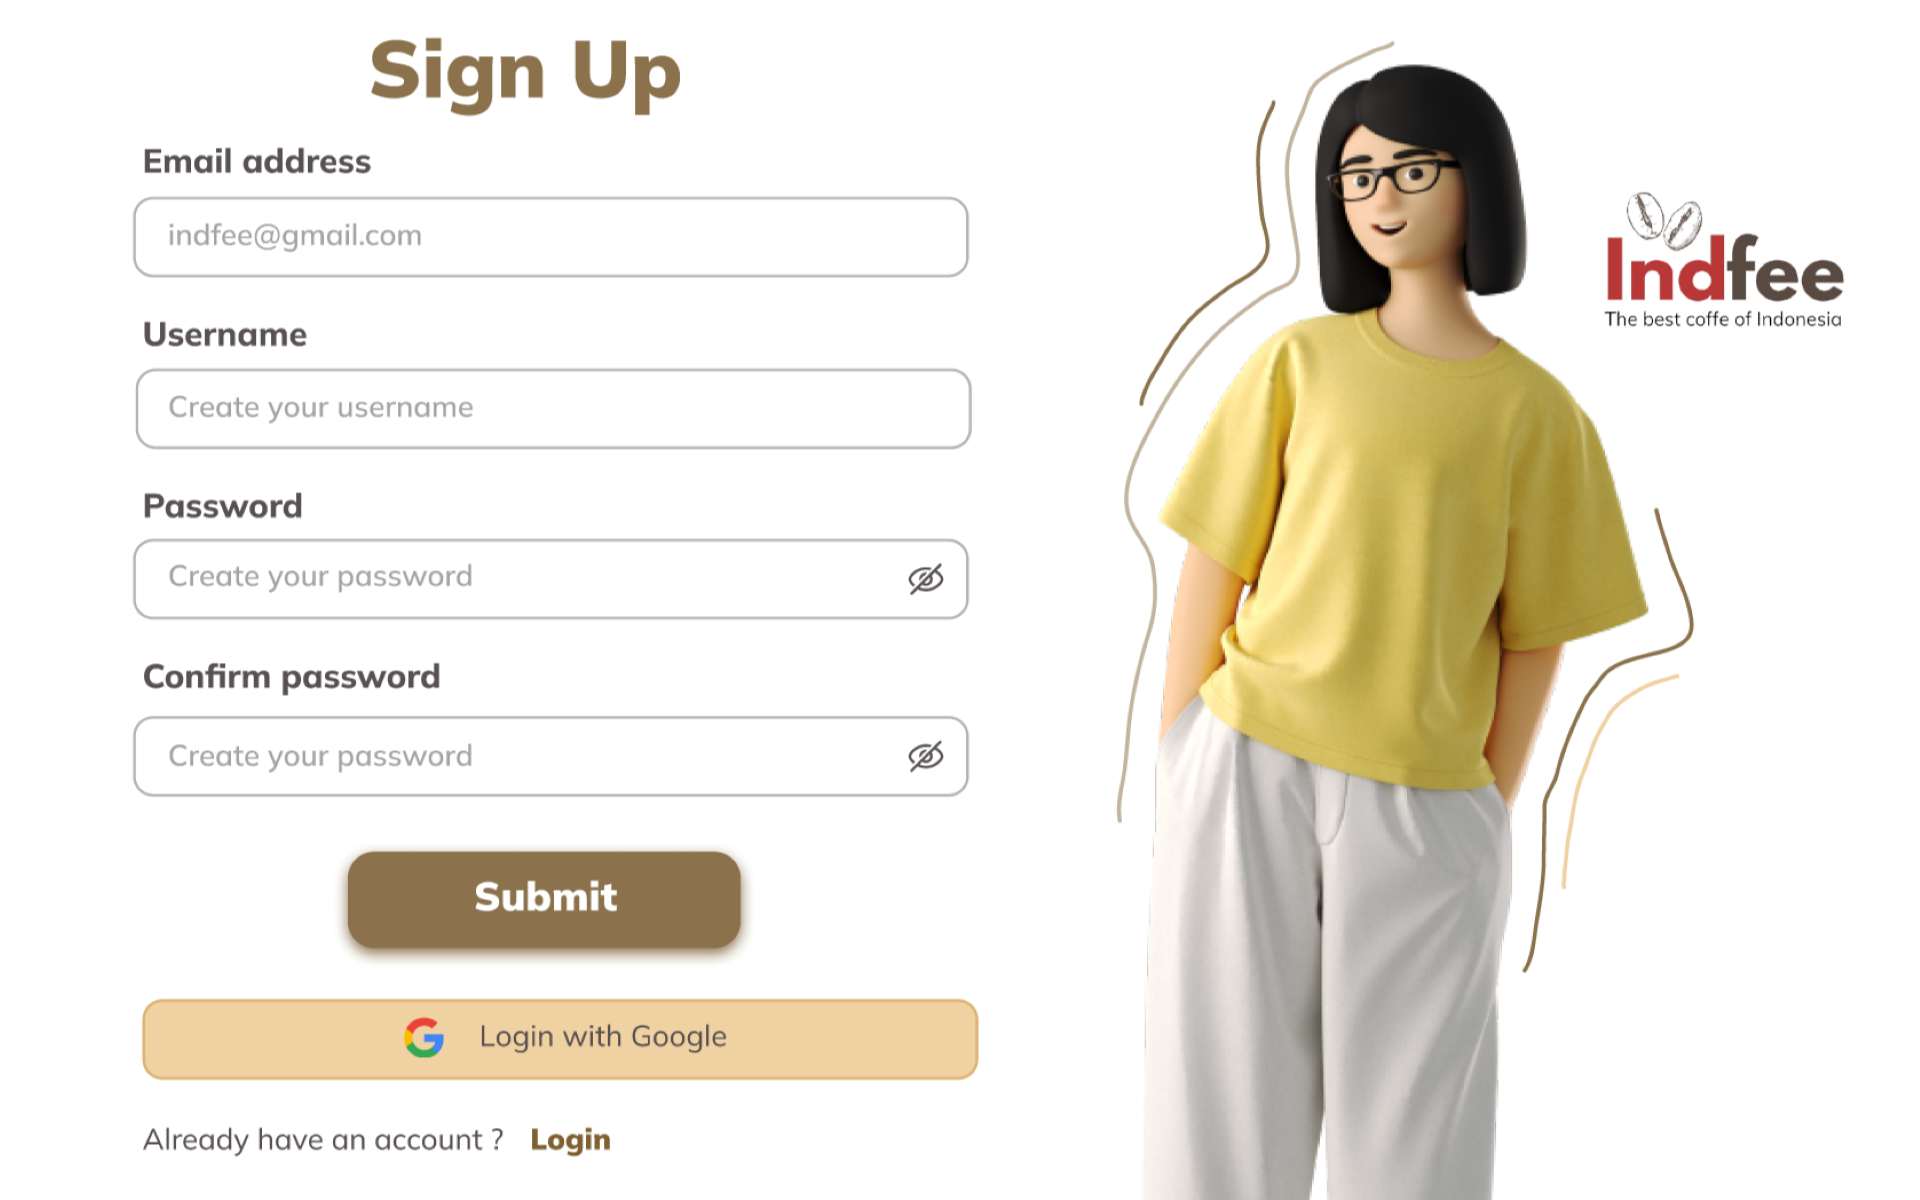 Sign Up
Email address
indfee@gmail.com
Username
Create your username
Password
Create your password
Confirm password
Create your password
Submit
Login with Google
Already have an account ? Login
Indfee
The best coffe of Indonesia